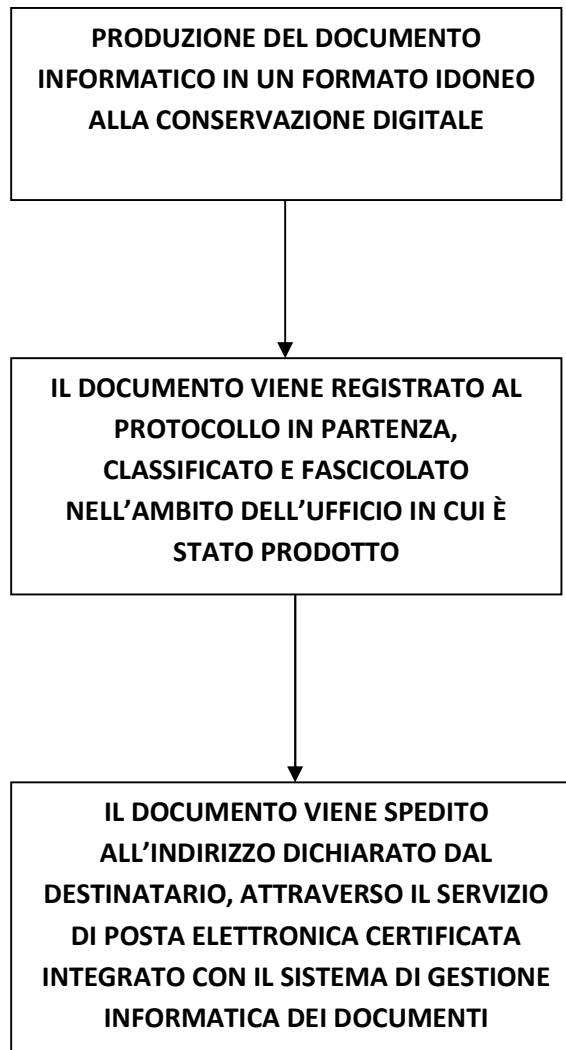 PRODUZIONE DEL DOCUMENTO
INFORMATICO IN UN FORMATO IDONEO
ALLA CONSERVAZIONE DIGITALE
IL DOCUMENTO VIENE REGISTRATO AL
PROTOCOLLO IN PARTENZA,
CLASSIFICATO E FASCICOLATO
NELL’AMBITO DELL’UFFICIO IN CUI È
STATO PRODOTTO
IL DOCUMENTO VIENE SPEDITO
ALL’INDIRIZZO DICHIARATO DAL
DESTINATARIO, ATTRAVERSO IL SERVIZIO
DI POSTA ELETTRONICA CERTIFICATA
INTEGRATO CON IL SISTEMA DI GESTIONE
INFORMATICA DEI DOCUMENTI